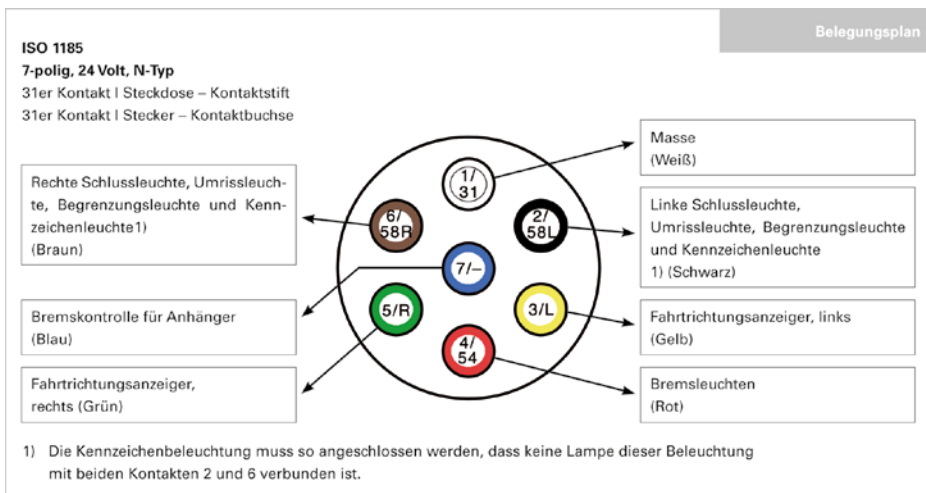 Belegungsplan
ISO 1185
7-polig, 24 Volt, N-Typ
31er Kontakt I Steckdose – Kontaktstift
31er Kontakt I Stecker – Kontaktbuchse
Rechte Schlussleuchte, Umrissleuch-
te, Begrenzungsleuchte und Kenn-
zeichenleuchte1)
(Braun)
Bremskontrolle für Anhänger
(Blau)
Fahrtrichtungsanzeiger,
rechts (Grün)
1/
31
6/
58R
2/
58L
7/–
5/R
3/L
4/
54
Masse
(Weiß)
Linke Schlussleuchte,
Umrissleuchte, Begrenzungsleuchte
und Kennzeichenleuchte
1) (Schwarz)
Fahrtrichtungsanzeiger, links
(Gelb)
Bremsleuchten
(Rot)
1) Die Kennzeichenbeleuchtung muss so angeschlossen werden, dass keine Lampe dieser Beleuchtung
mit beiden Kontakten 2 und 6 verbunden ist.